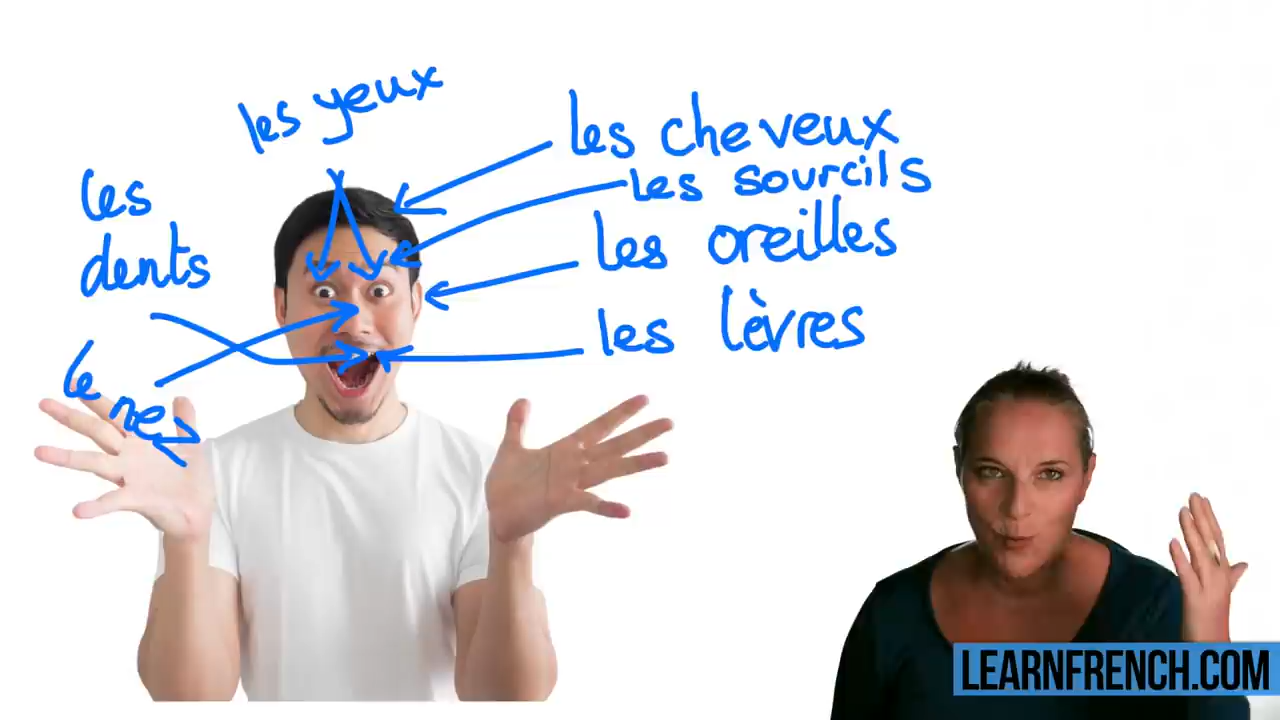 les yeux
les cheveux
les sourcils
les
dents
les oreilles
les lèvres
le nez
LEARNFRENCH.COM